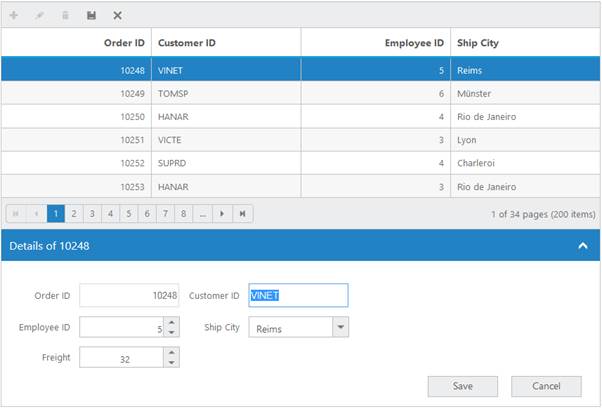 Order ID Customer ID Employee ID Ship City
10248 VINET 5 Reims
10249 TOMSP 6 Münster
10250 HANAR 4 Rio de Janeiro
10251 VICTE 3 Lyon
10252 SUPRD 4 Charleroi
10253 HANAR 3 Rio de Janeiro
1 2 3 4 5 6 7 8 ... 1 of 34 pages (200 items)
Details of 10248
Order ID 10248 Customer ID VINET
Employee ID 5 Ship City Reims
Freight 32
Save Cancel